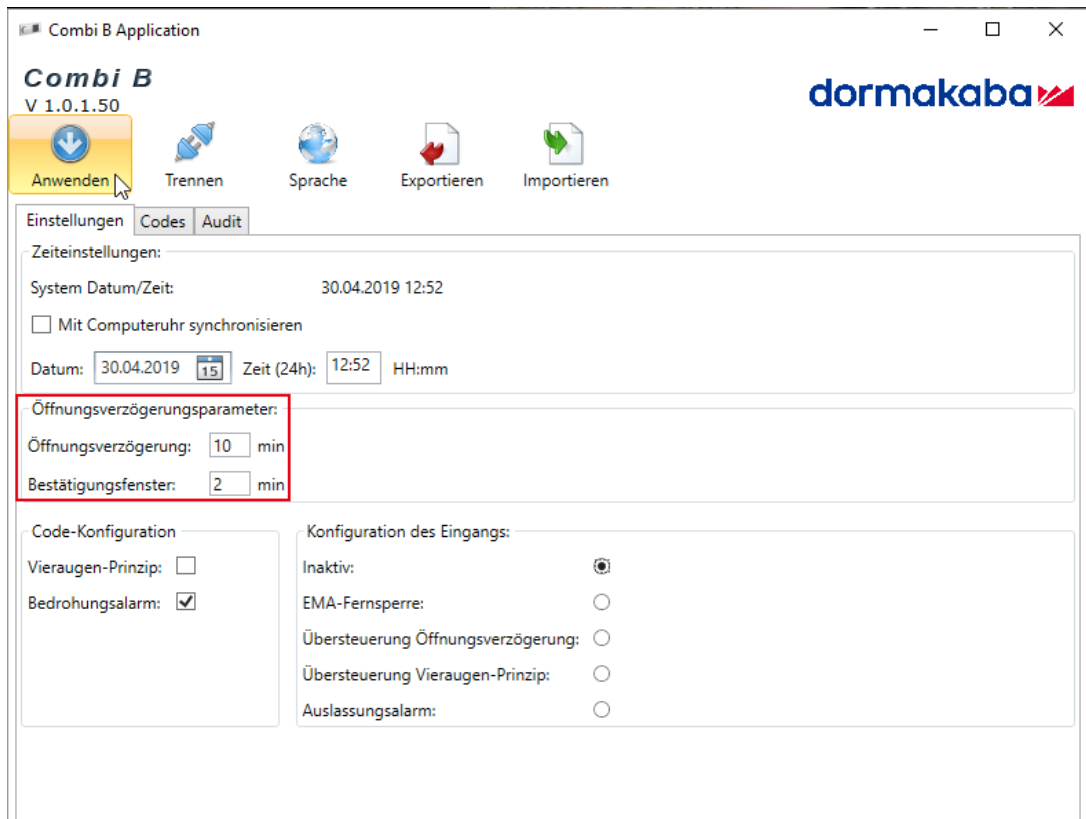 Combi B Application
Combi B
V 1.0.1.50
dormakaba
Anwenden Trennen Sprache Exportieren Importieren
Einstellungen Codes Audit
Zeiteinstellungen:
System Datum/Zeit: 30.04.2019 12:52
Mit Computeruhr synchronisieren
Datum: 30.04.2019 15 Zeit (24h): 12:52 HH:mm
Öffnungsverzögerungsparameter:
Öffnungsverzögerung: 10 min
Bestätigungsfenster: 2 min
Code-Konfiguration
Vieraugen-Prinzip:
Bedrohungsalarm:
Konfiguration des Eingangs:
Inaktiv:
EMA-Fernsperre:
Übersteuerung Öffnungsverzögerung:
Übersteuerung Vieraugen-Prinzip:
Auslassungsalarm: